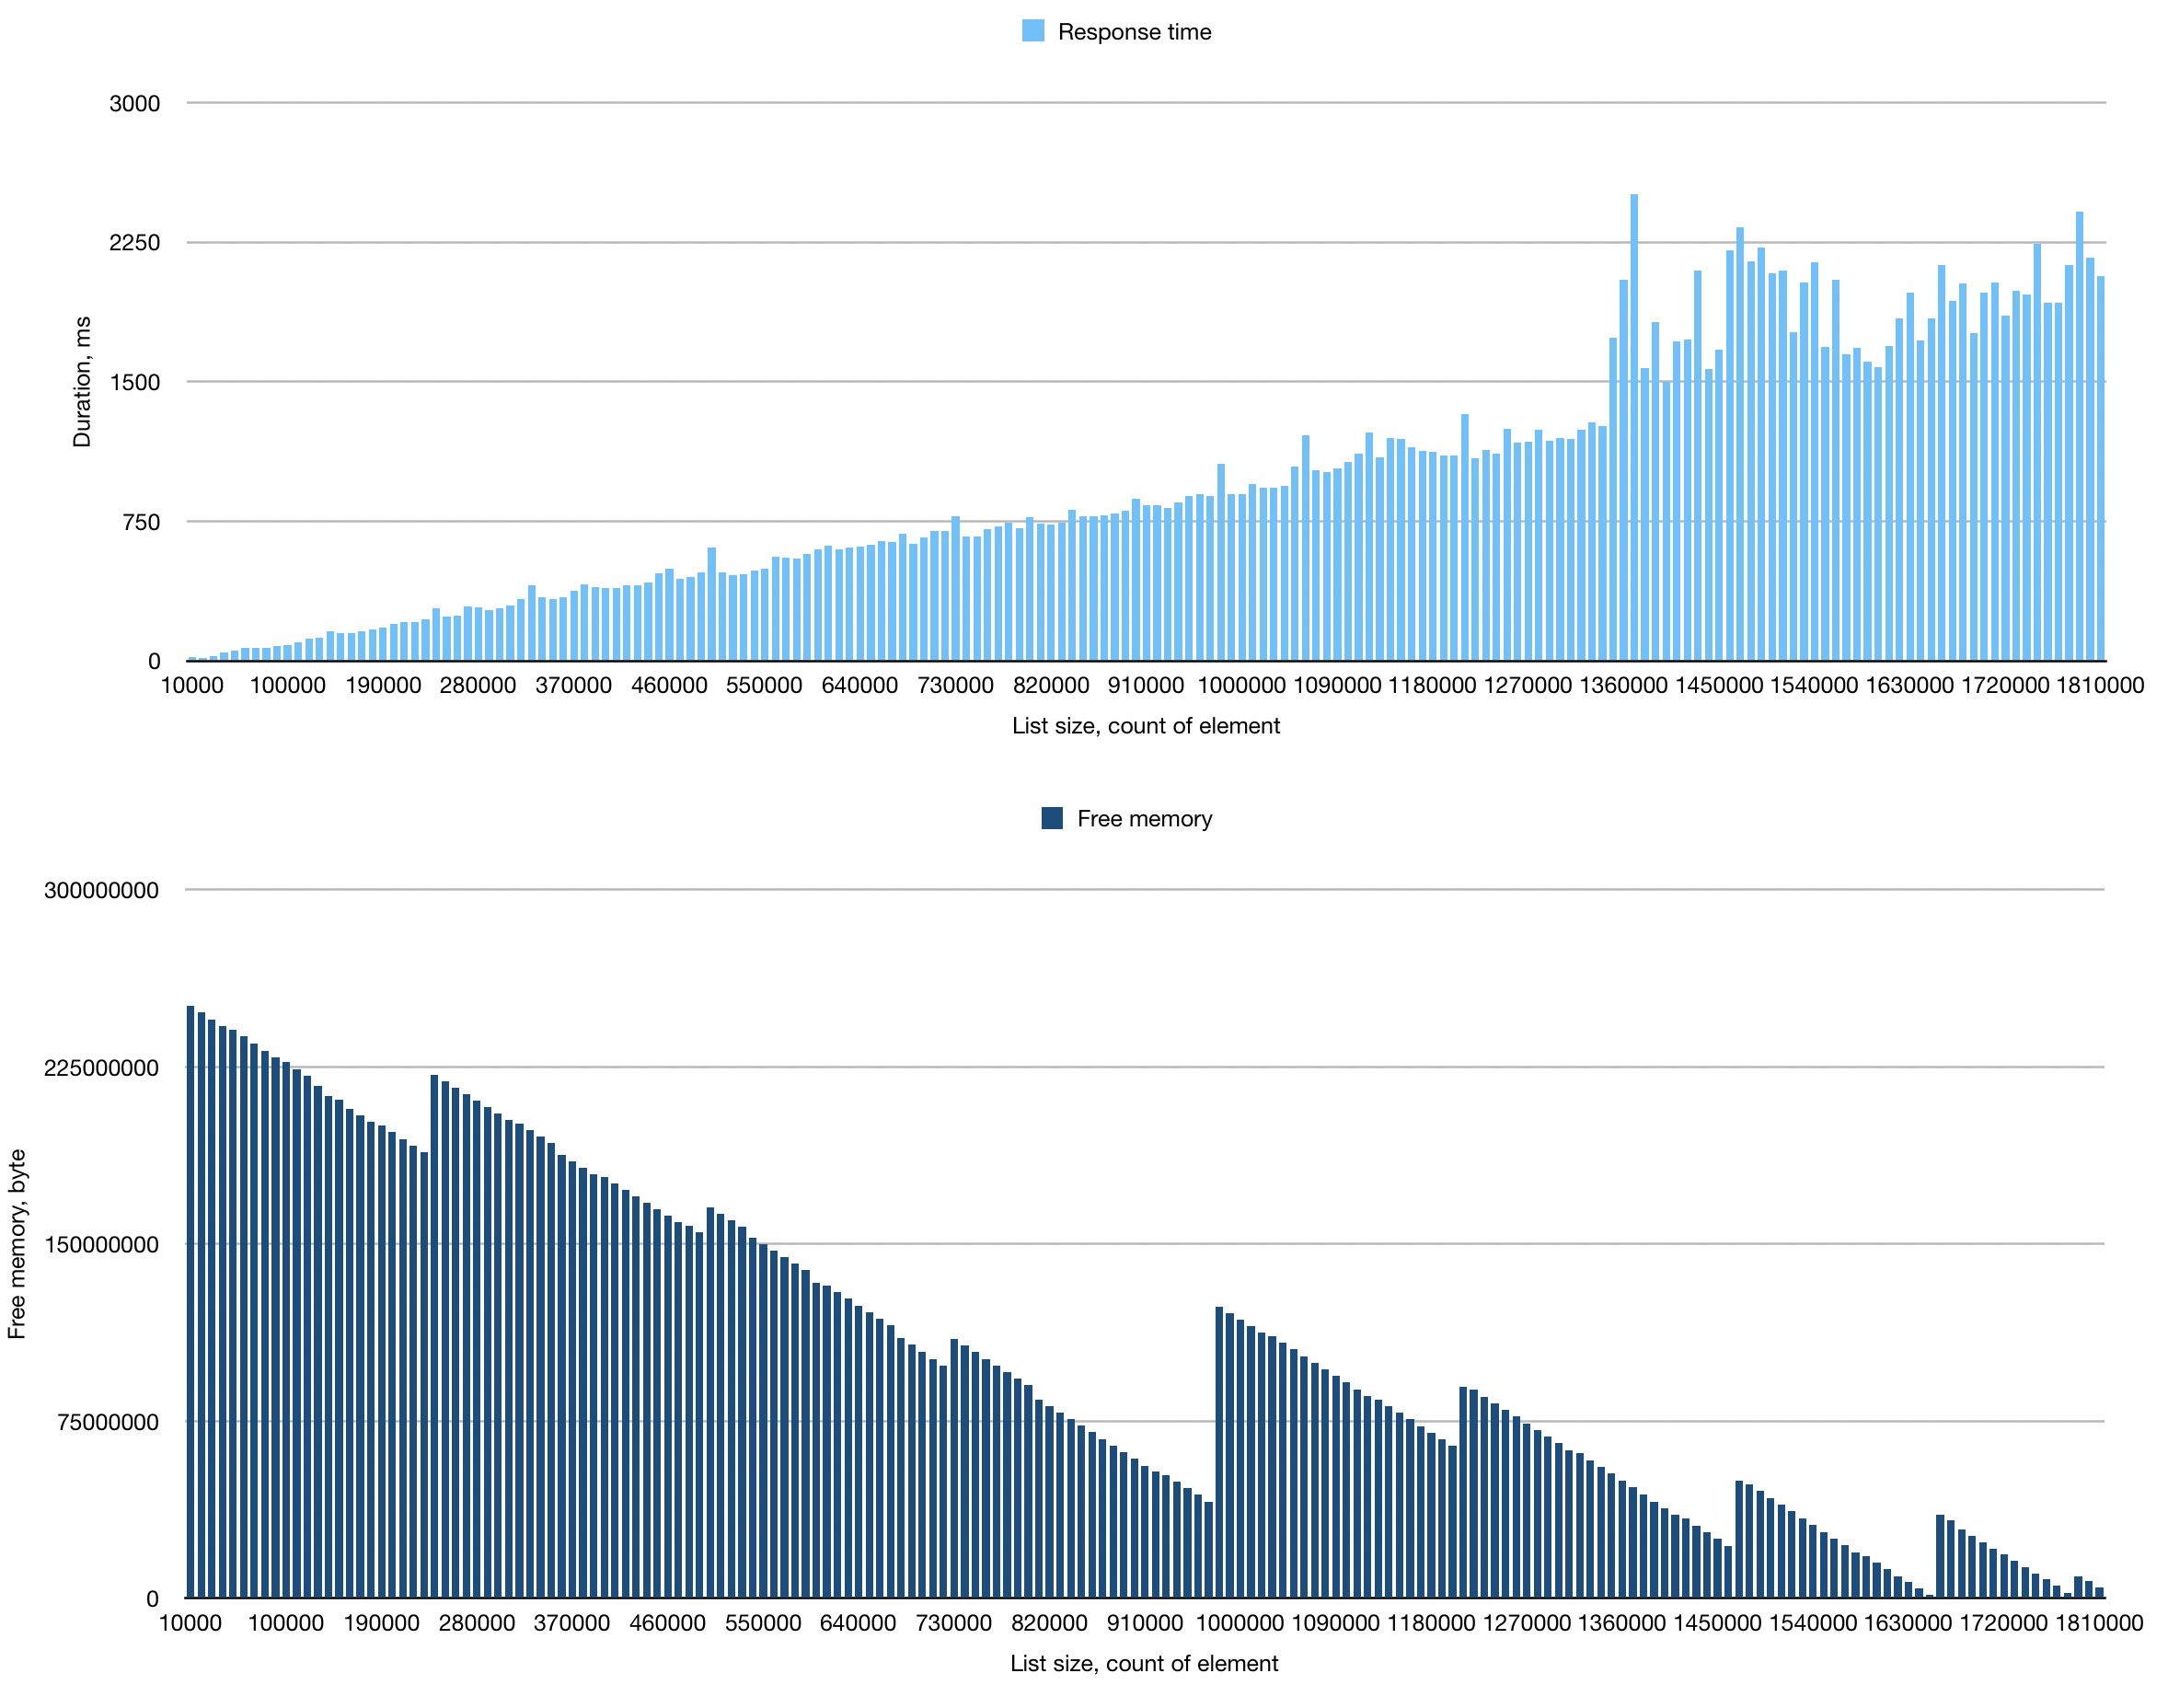 Response time
3000
2250
1500
750
0
Duration, ms
10000 100000 190000 280000 370000 460000 550000 640000 730000 820000 910000 1000000 1090000 1180000 1270000 1360000 1450000 1540000 1630000 1720000 1810000
List size, count of element
Free memory
300000000
225000000
150000000
75000000
0
Free memory, byte
10000 100000 190000 280000 370000 460000 550000 640000 730000 820000 910000 1000000 1090000 1180000 1270000 1360000 1450000 1540000 1630000 1720000 1810000
List size, count of element